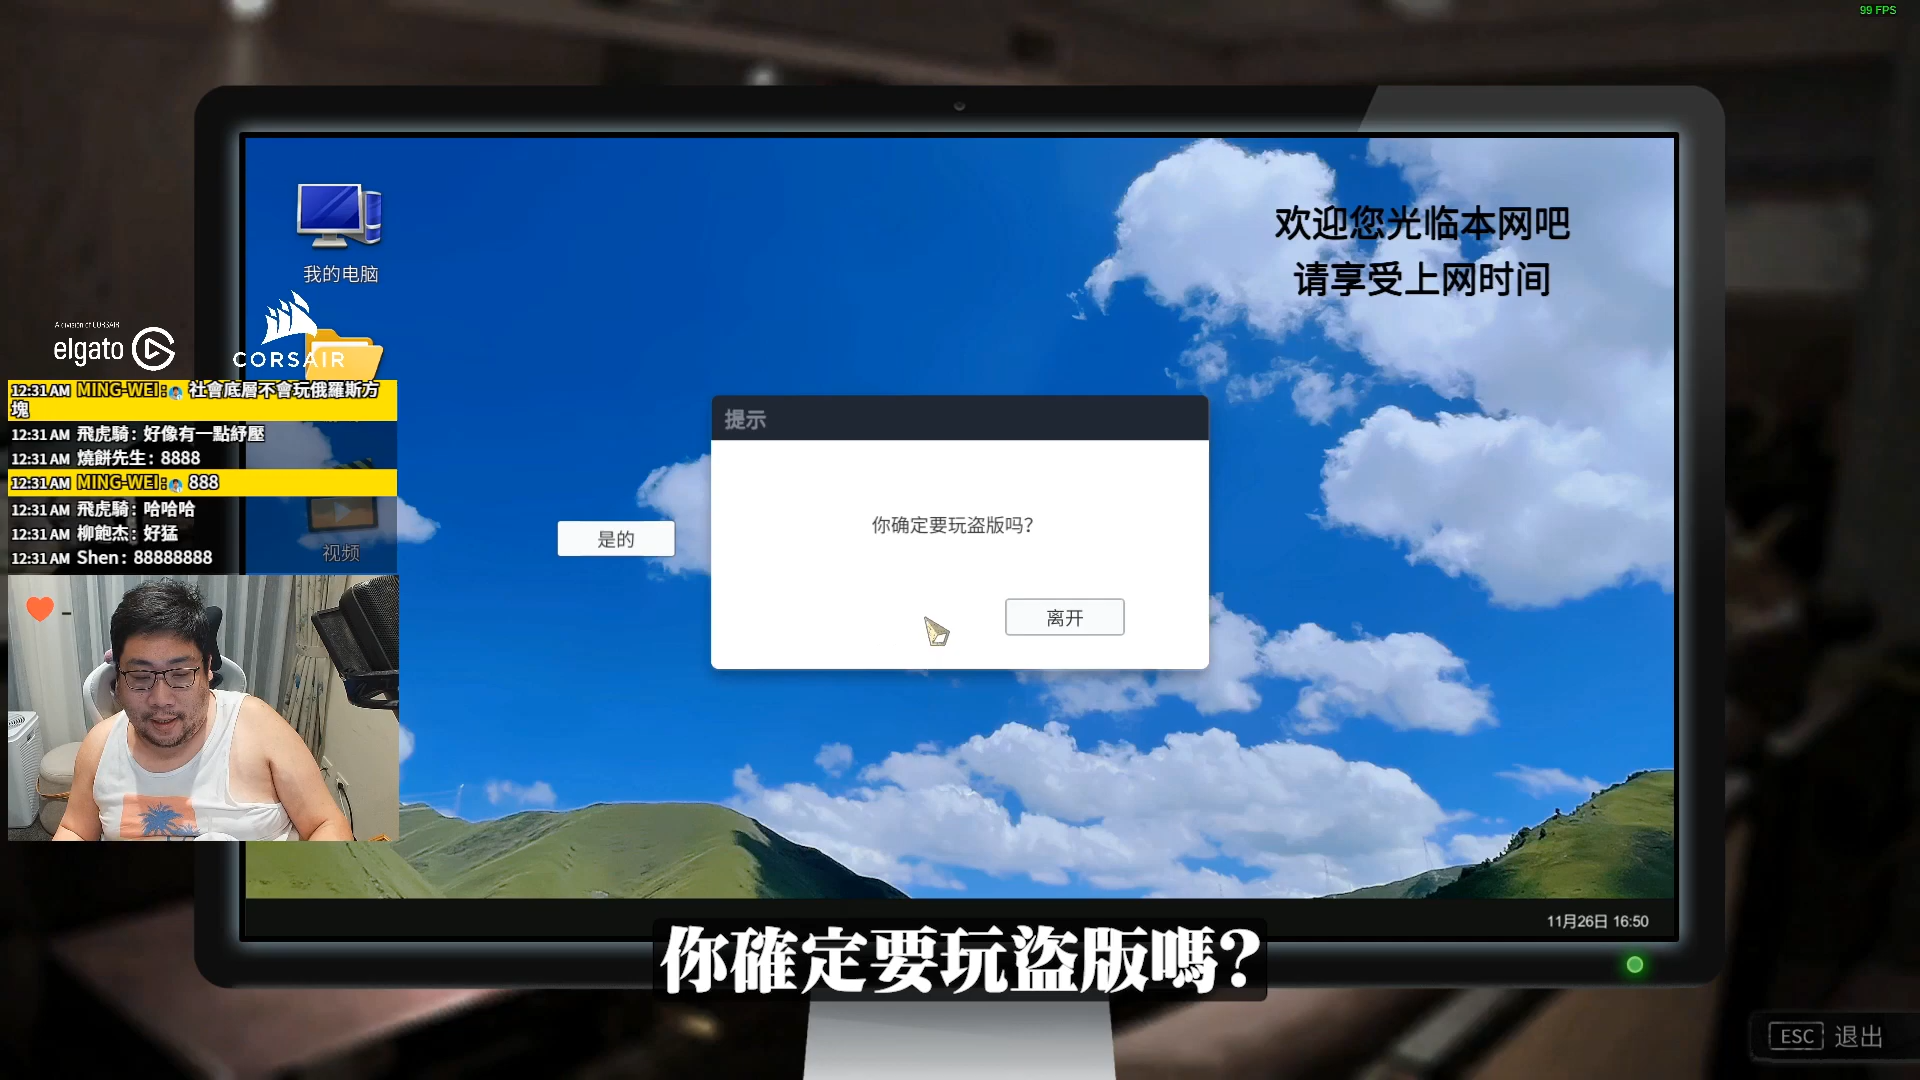 99 FPS
欢迎您光临本网吧
请享受上网时间
我的电脑
A division of CORSAIR
elgato
CORSAIR
12:31 AM MING-WEI: 社會底層不會玩俄羅斯方
塊
12:31 AM 飛虎騎: 好像有一點紓壓
12:31 AM 燒餅先生: 8888
12:31 AM MING-WEI: 888
12:31 AM 飛虎騎: 哈哈哈
12:31 AM 柳飽杰: 好猛
12:31 AM Shen: 88888888
视频
提示
你确定要玩盗版吗?
是的
离开
11月26日 16:50
你確定要玩盜版嗎?
ESC 退出